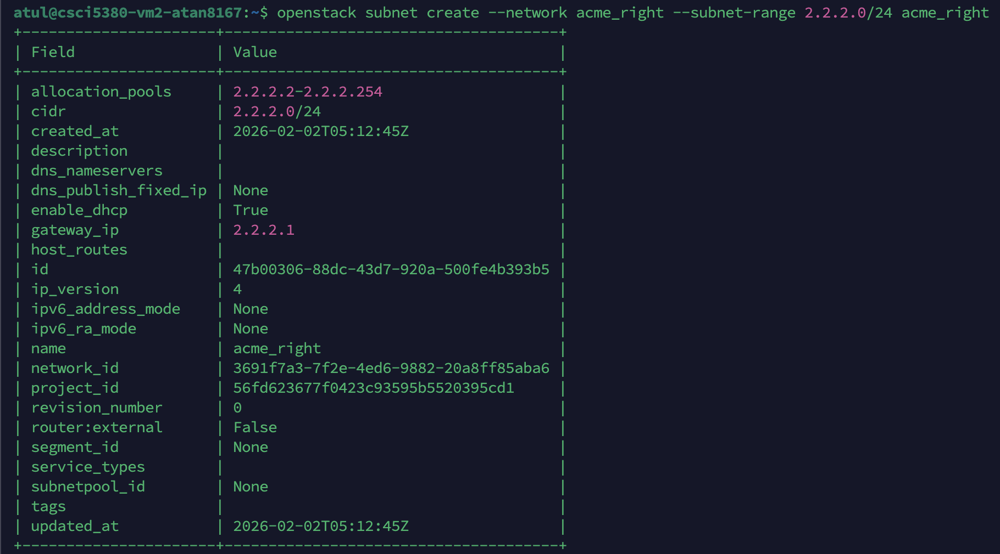 atul@csci5380-vm2-atan8167:~$ openstack subnet create --network acme_right --subnet-range 2.2.2.0/24 acme_right
+----------------------+--------------------------------------+
| Field                | Value                                |
+----------------------+--------------------------------------+
| allocation_pools     | 2.2.2.2-2.2.2.254                    |
| cidr                 | 2.2.2.0/24                           |
| created_at           | 2026-02-02T05:12:45Z                 |
| description          |                                      |
| dns_nameservers      |                                      |
| dns_publish_fixed_ip | None                                 |
| enable_dhcp          | True                                 |
| gateway_ip           | 2.2.2.1                              |
| host_routes          |                                      |
| id                   | 47b00306-88dc-43d7-920a-500fe4b393b5 |
| ip_version           | 4                                    |
| ipv6_address_mode    | None                                 |
| ipv6_ra_mode         | None                                 |
| name                 | acme_right                           |
| network_id           | 3691f7a3-7f2e-4ed6-9882-20a8ff85aba6 |
| project_id           | 56fd623677f0423c93595b5520395cd1     |
| revision_number      | 0                                    |
| router:external      | False                                |
| segment_id           | None                                 |
| service_types        |                                      |
| subnetpool_id        | None                                 |
| tags                 |                                      |
| updated_at           | 2026-02-02T05:12:45Z                 |
+----------------------+--------------------------------------+